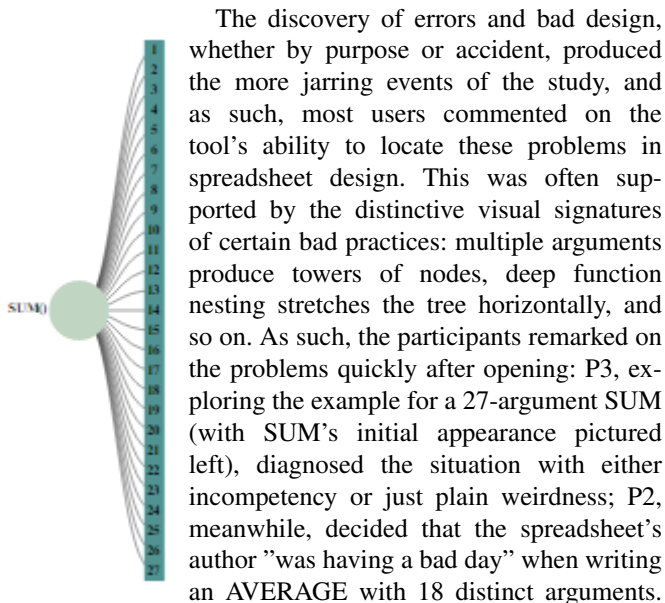 The discovery of errors and bad design,
whether by purpose or accident, produced
the more jarring events of the study, and
as such, most users commented on the
tool's ability to locate these problems in
spreadsheet design. This was often sup-
ported by the distinctive visual signatures
of certain bad practices: multiple arguments
produce towers of nodes, deep function
nesting stretches the tree horizontally, and
so on. As such, the participants remarked on
the problems quickly after opening: P3, ex-
ploring the example for a 27-argument SUM
(with SUM's initial appearance pictured
left), diagnosed the situation with either
incompetency or just plain weirdness; P2,
meanwhile, decided that the spreadsheet's
author ”was having a bad day” when writing
an AVERAGE with 18 distinct arguments.
SUM()
1
2
3
4
5
6
7
8
9
10
11
12
13
14
15
16
17
18
19
20
21
22
23
24
25
26
27